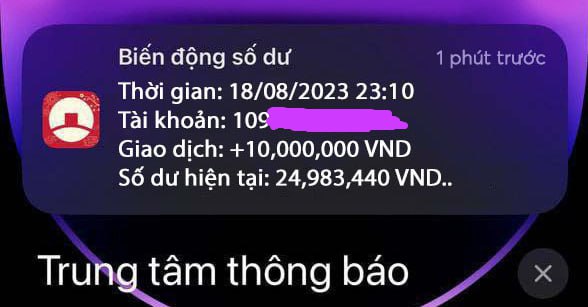 Biến động số dư
1 phút trước
Thời gian: 18/08/2023 23:10
Tài khoản: 109
Giao dịch: +10,000,000 VND
Số dư hiện tại: 24,983,440 VND..
Trung tâm thông báo